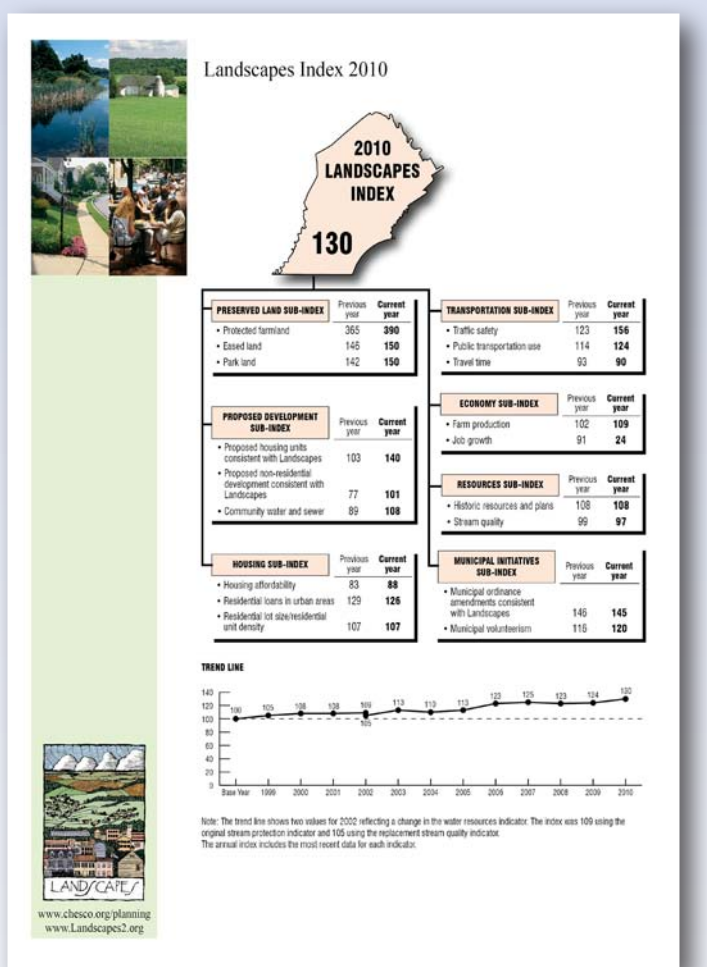 Landscapes Index 2010
2010
LANDSCAPES
INDEX
130
PRESERVED LAND SUB-INDEX Previous year Current year
• Protected farmland 365 390
• Eased land 146 150
• Park land 142 150
PROPOSED DEVELOPMENT
SUB-INDEX Previous year Current year
• Proposed housing units
consistent with Landscapes 103 140
• Proposed non-residential
development consistent with
Landscapes 77 101
• Community water and sewer 89 108
HOUSING SUB-INDEX Previous year Current year
• Housing affordability 83 88
• Residential loans in urban areas 129 126
• Residential lot size/residential
unit density 107 107
TRANSPORTATION SUB-INDEX Previous year Current year
• Traffic safety 123 156
• Public transportation use 114 124
• Travel time 93 90
ECONOMY SUB-INDEX Previous year Current year
• Farm production 102 109
• Job growth 91 24
RESOURCES SUB-INDEX Previous year Current year
• Historic resources and plans 108 108
• Stream quality 99 97
MUNICIPAL INITIATIVES
SUB-INDEX Previous year Current year
• Municipal ordinance
amendments consistent
with Landscapes 146 145
• Municipal volunteerism 116 120
TREND LINE
140
120
100
80
60
40
20
0
100 105 108 108 109 113 110 113 123 125 123 124 130
105
Base Year 1999 2000 2001 2002 2003 2004 2005 2006 2007 2008 2009 2010
Note: The trend line shows two values for 2002 reflecting a change in the water resources indicator. The index was 109 using the
original stream protection indicator and 105 using the replacement stream quality indicator.
The annual index includes the most recent data for each indicator.
LANDSCAPES
www.chesco.org/planning
www.Landscapes2.org